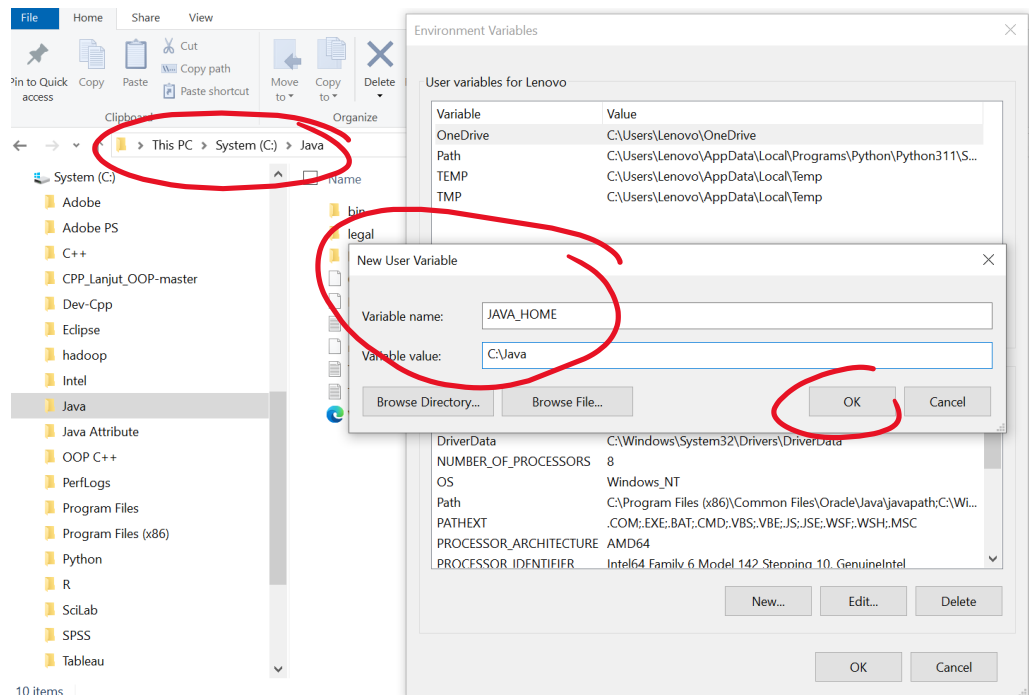 File Home Share View
Pin to Quick access
Copy
Paste
Cut
Copy path
Paste shortcut
Move to
Copy to
Delete
Organize
This PC > System (C:) > Java
System (C:)
Adobe
Adobe PS
C++
CPP_Lanjut_OOP-master
Dev-Cpp
Eclipse
hadoop
Intel
Java
Java Attribute
OOP C++
PerfLogs
Program Files
Program Files (x86)
Python
R
SciLab
SPSS
Tableau
10 items
Name
bin
legal
Environment Variables
User variables for Lenovo
Variable Value
OneDrive C:\Users\Lenovo\OneDrive
Path C:\Users\Lenovo\AppData\Local\Programs\Python\Python311\S...
TEMP C:\Users\Lenovo\AppData\Local\Temp
TMP C:\Users\Lenovo\AppData\Local\Temp
New User Variable
Variable name: JAVA_HOME
Variable value: C:\Java
Browse Directory... Browse File... OK Cancel
DriverData C:\Windows\System32\Drivers\DriverData
NUMBER_OF_PROCESSORS 8
OS Windows_NT
Path C:\Program Files (x86)\Common Files\Oracle\Java\javapath;C:\Wi...
PATHEXT .COM;.EXE;.BAT;.CMD;.VBS;.VBE;.JS;.JSE;.WSF;.WSH;.MSC
PROCESSOR_ARCHITECTURE AMD64
PROCESSOR_IDENTIFIER Intel64 Family 6 Model 142 Stepping 10, GenuineIntel
New... Edit... Delete
OK Cancel